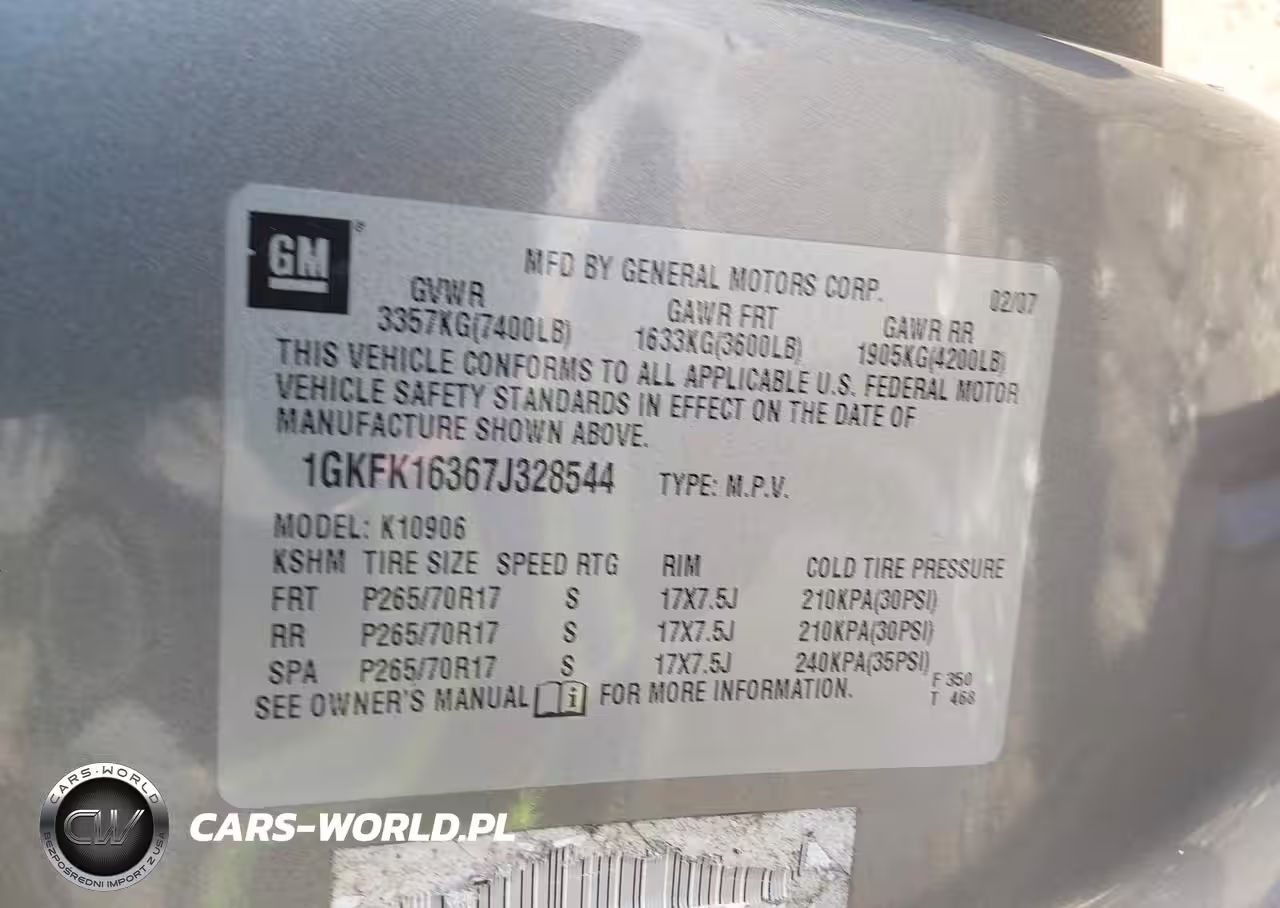 GM
MFD BY GENERAL MOTORS CORP.
02/07
GVWR GAWR FRT GAWR RR
3357KG(7400LB) 1633KG(3600LB) 1905KG(4200LB)
THIS VEHICLE CONFORMS TO ALL APPLICABLE U.S. FEDERAL MOTOR
VEHICLE SAFETY STANDARDS IN EFFECT ON THE DATE OF
MANUFACTURE SHOWN ABOVE.
1GKFK16367J328544 TYPE: M.P.V.
MODEL: K10906
KSHM TIRE SIZE SPEED RTG RIM COLD TIRE PRESSURE
FRT P265/70R17 S 17X7.5J 210KPA(30PSI)
RR P265/70R17 S 17X7.5J 210KPA(30PSI)
SPA P265/70R17 S 17X7.5J 240KPA(35PSI)
SEE OWNER'S MANUAL i FOR MORE INFORMATION.
F 350
T 468
CARS-WORLD
CW
BEZPOŚREDNI IMPORT Z USA
CARS-WORLD.PL